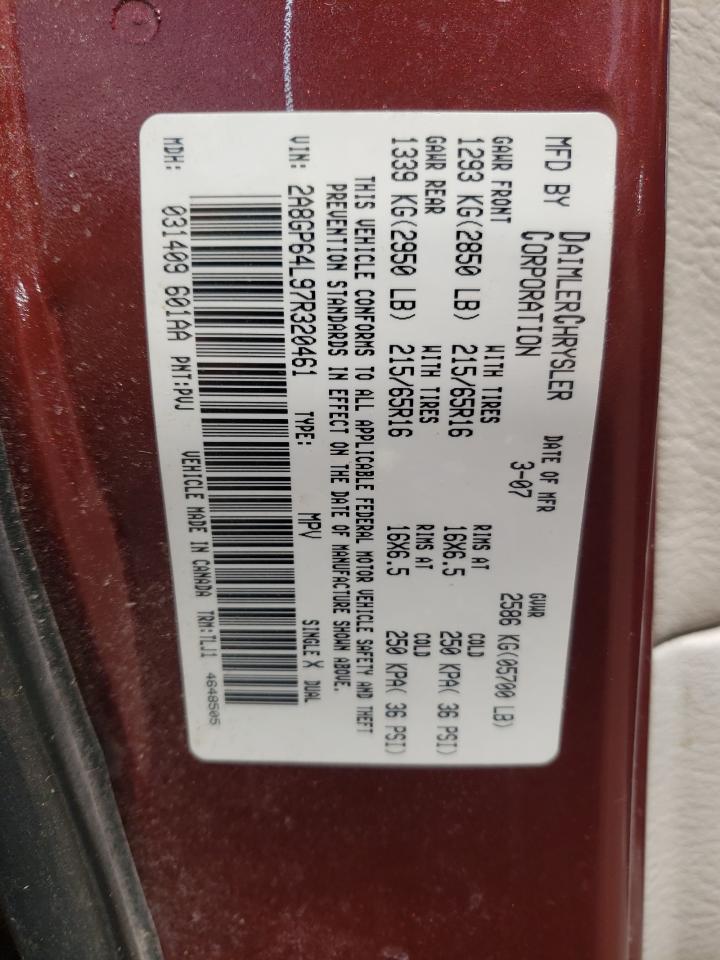 MFD BY DAIMLERCHRYSLER CORPORATION DATE OF MFR 3-07 GVWR 2586 KG(05700 LB)
GAWR FRONT WITH TIRES RIMS AT COLD
1293 KG(2850 LB) 215/65R16 16X6.5 250 KPA( 36 PSI)
GAWR REAR WITH TIRES RIMS AT COLD
1339 KG(2950 LB) 215/65R16 16X6.5 250 KPA( 36 PSI)
THIS VEHICLE CONFORMS TO ALL APPLICABLE FEDERAL MOTOR VEHICLE SAFETY AND THEFT
PREVENTION STANDARDS IN EFFECT ON THE DATE OF MANUFACTURE SHOWN ABOVE.
VIN: 2A8GP64L97R320461 TYPE: MPV SINGLE X DUAL
MDH: 031409 601AA PNT:PVJ VEHICLE MADE IN CANADA TRM:TLJ1 4648505